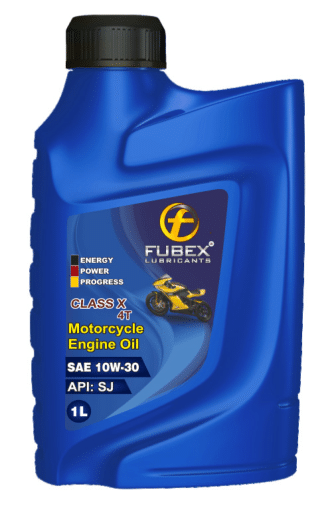 FUBEX®
LUBRICANTS
ENERGY
POWER
PROGRESS
CLASS X
4T
Motorcycle
Engine Oil
SAE 10W-30
API: SJ
1L